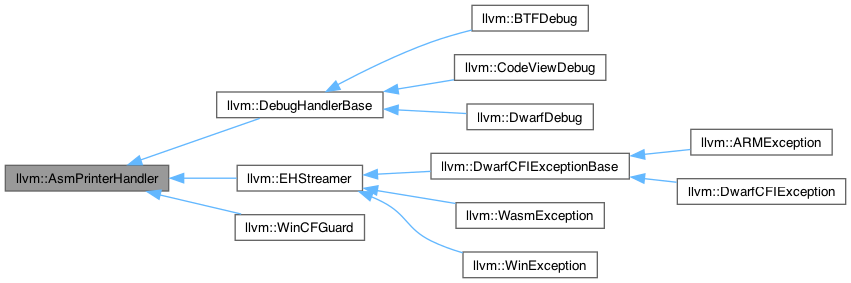 llvm::BTFDebug
llvm::CodeViewDebug
llvm::DebugHandlerBase
llvm::DwarfDebug
llvm::ARMException
llvm::DwarfCFIExceptionBase
llvm::AsmPrinterHandler
llvm::EHStreamer
llvm::DwarfCFIException
llvm::WasmException
llvm::WinCFGuard
llvm::WinException